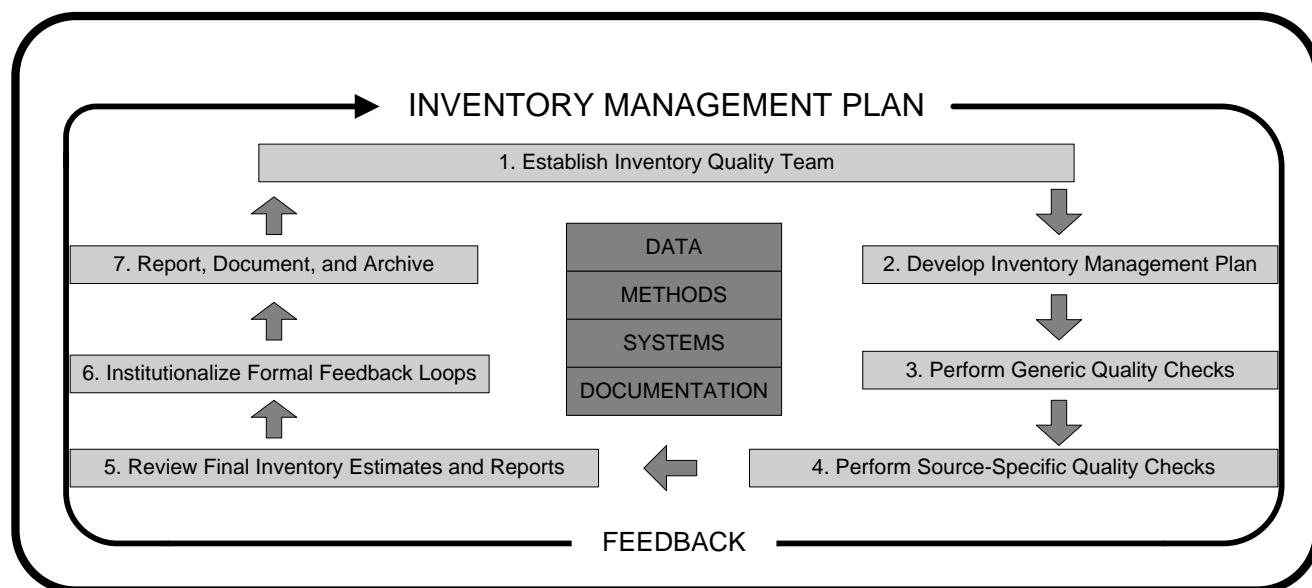 INVENTORY MANAGEMENT PLAN
1. Establish Inventory Quality Team
2. Develop Inventory Management Plan
3. Perform Generic Quality Checks
4. Perform Source-Specific Quality Checks
5. Review Final Inventory Estimates and Reports
6. Institutionalize Formal Feedback Loops
7. Report, Document, and Archive
DATA
METHODS
SYSTEMS
DOCUMENTATION
FEEDBACK